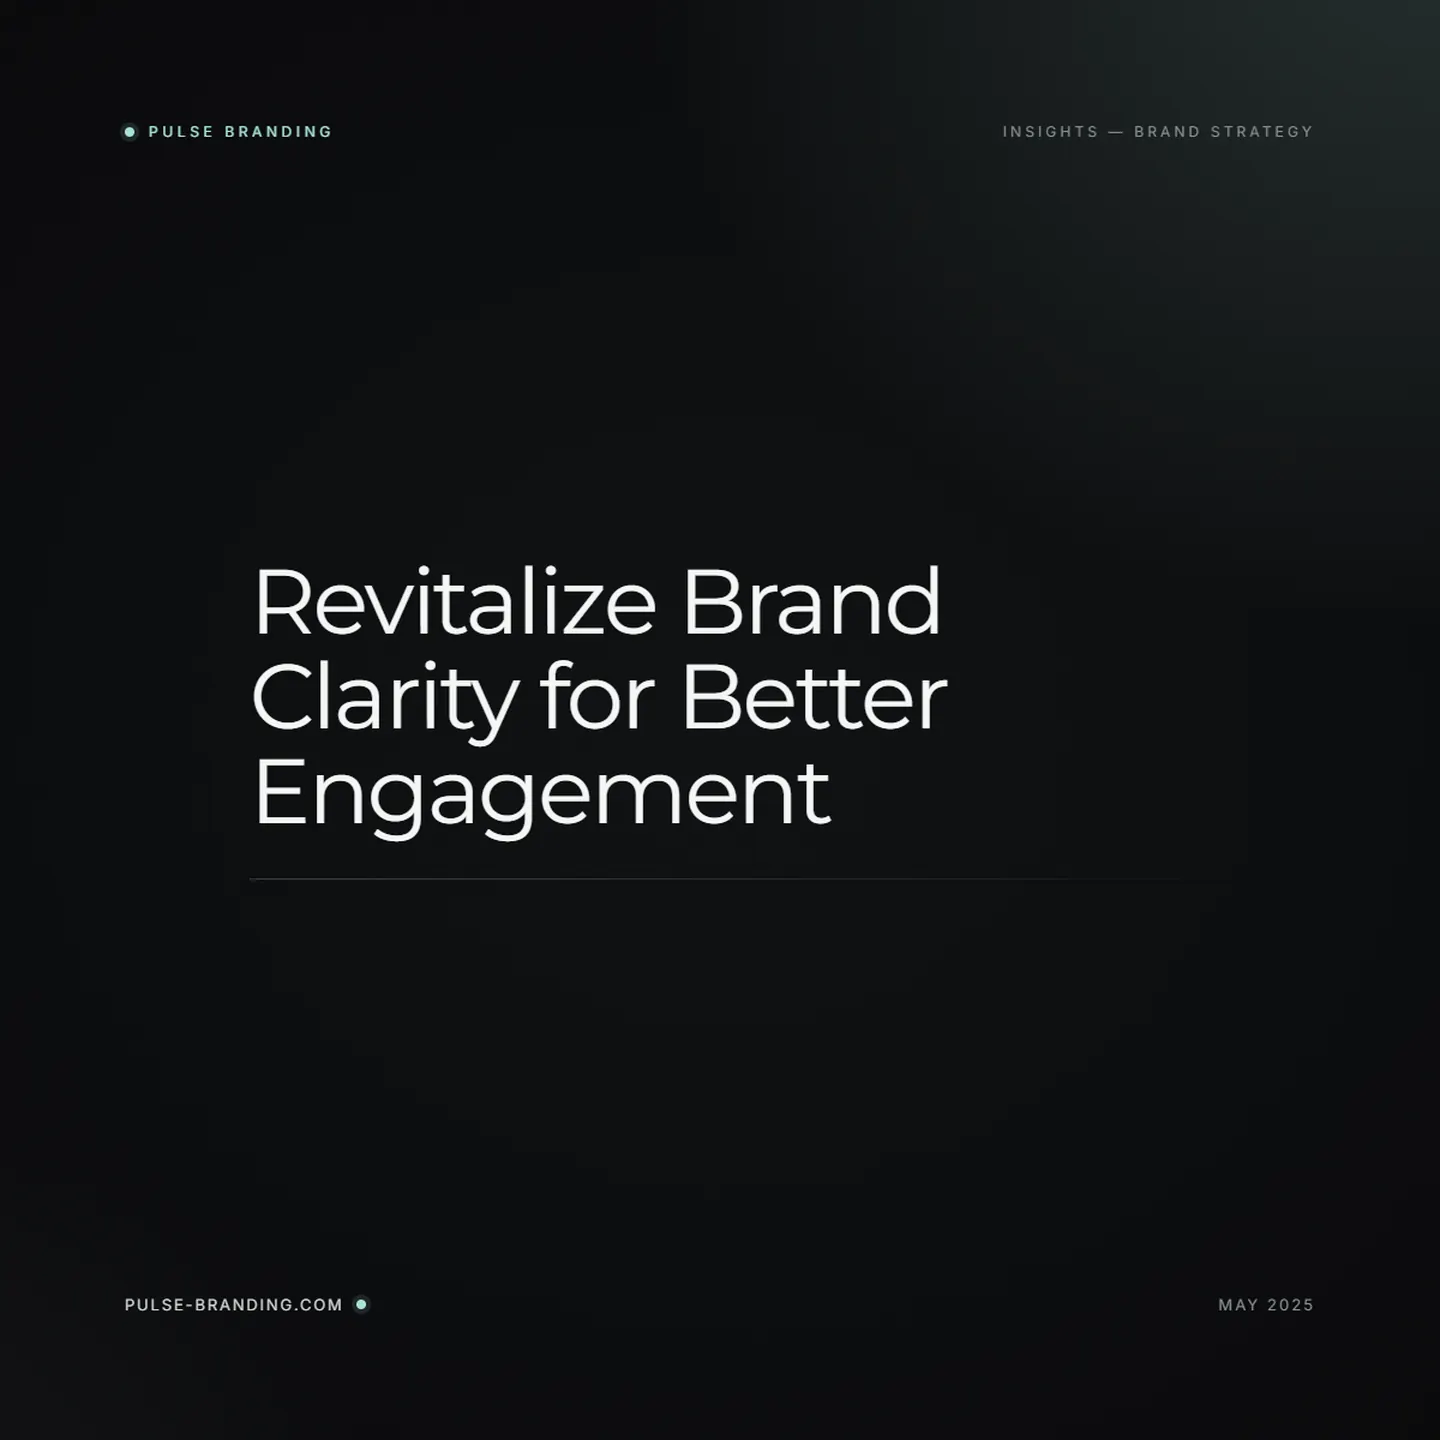 PULSE BRANDING
INSIGHTS — BRAND STRATEGY
Revitalize Brand
Clarity for Better
Engagement
PULSE-BRANDING.COM
MAY 2025